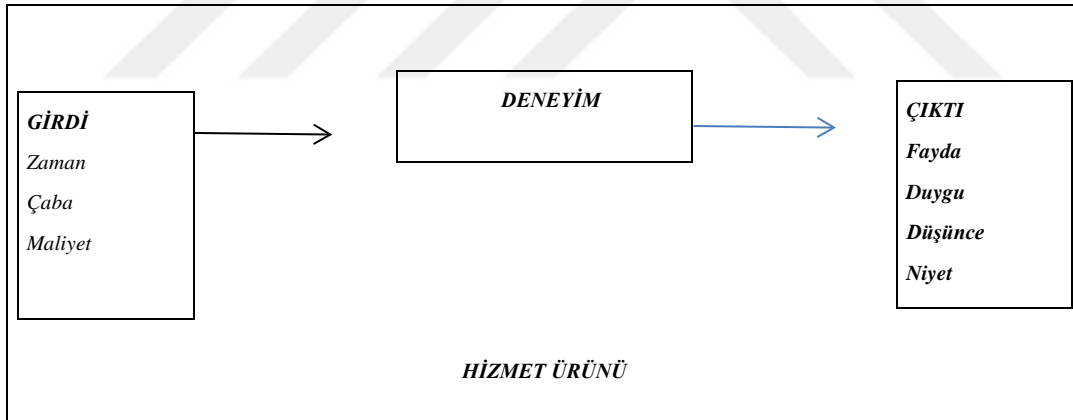 GİRDİ
Zaman
Çaba
Maliyet
DENEYİM
ÇIKTI
Fayda
Duygu
Düşünce
Niyet
HİZMET ÜRÜNÜ